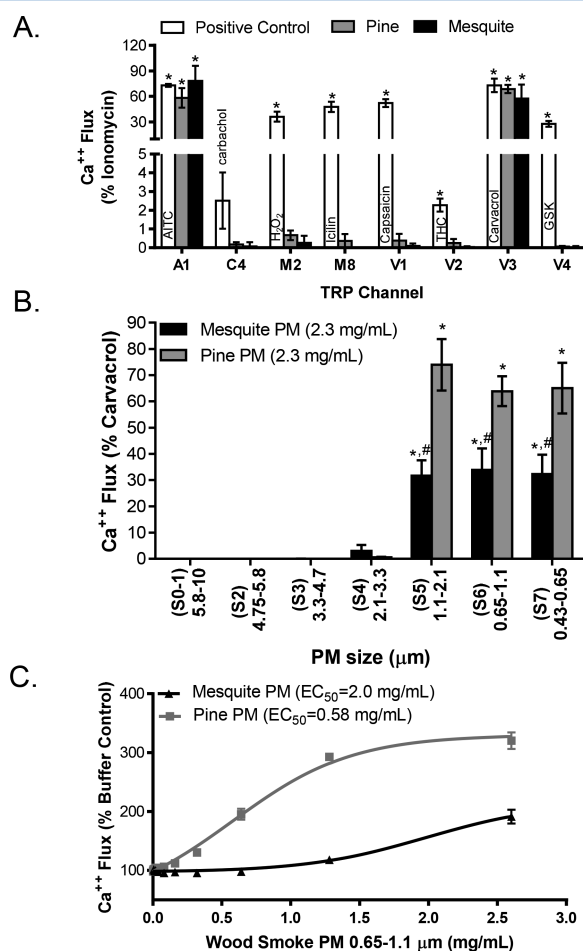 A.
Positive Control Pine Mesquite
Ca++ Flux
(% Ionomycin)
120
90
60
30
5
4
3
2
1
0
AITC
carbachol
H2O2
Icilin
Capsaicin
THC
Carvacrol
GSK
* * * * * * * * * * *
A1 C4 M2 M8 V1 V2 V3 V4
TRP Channel
B.
Mesquite PM (2.3 mg/mL)
Pine PM (2.3 mg/mL)
Ca++ Flux (% Carvacrol)
90
80
70
60
50
40
30
20
10
0
*,# * *,# * *,# *
(S0-1)
5.8-10
(S2)
4.75-5.8
(S3)
3.3-4.7
(S4)
2.1-3.3
(S5)
1.1-2.1
(S6)
0.65-1.1
(S7)
0.43-0.65
PM size (μm)
C.
Mesquite PM (EC50=2.0 mg/mL)
Pine PM (EC50=0.58 mg/mL)
Ca++ Flux (% Buffer Control)
400
300
200
100
0.0 0.5 1.0 1.5 2.0 2.5 3.0
Wood Smoke PM 0.65-1.1 μm (mg/mL)